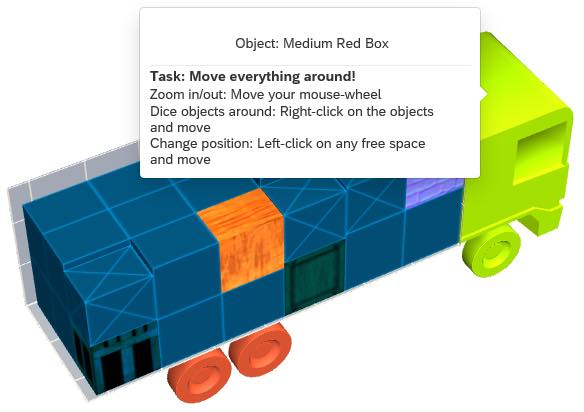 Object: Medium Red Box
Task: Move everything around!
Zoom in/out: Move your mouse-wheel
Dice objects around: Right-click on the objects
and move
Change position: Left-click on any free space
and move